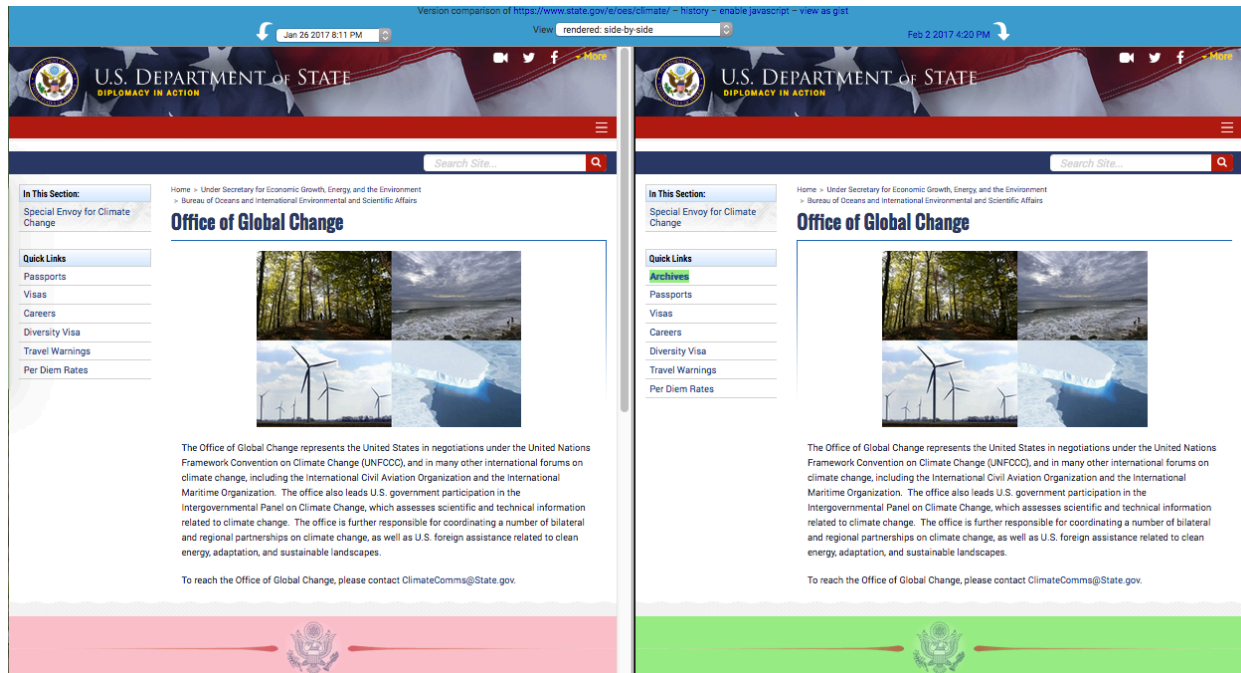 Version comparison of https://www.state.gov/e/oes/climate/ – history – enable javascript – view as gist
Jan 26 2017 8:11 PM
View rendered: side-by-side
Feb 2 2017 4:20 PM
U.S. DEPARTMENT OF STATE
DIPLOMACY IN ACTION
More
Search Site...
In This Section:
Special Envoy for Climate
Change
Quick Links
Passports
Visas
Careers
Diversity Visa
Travel Warnings
Per Diem Rates
Home > Under Secretary for Economic Growth, Energy, and the Environment
> Bureau of Oceans and International Environmental and Scientific Affairs
Office of Global Change
The Office of Global Change represents the United States in negotiations under the United Nations
Framework Convention on Climate Change (UNFCCC), and in many other international forums on
climate change, including the International Civil Aviation Organization and the International
Maritime Organization. The office also leads U.S. government participation in the
Intergovernmental Panel on Climate Change, which assesses scientific and technical information
related to climate change. The office is further responsible for coordinating a number of bilateral
and regional partnerships on climate change, as well as U.S. foreign assistance related to clean
energy, adaptation, and sustainable landscapes.
To reach the Office of Global Change, please contact ClimateComms@State.gov.
U.S. DEPARTMENT OF STATE
DIPLOMACY IN ACTION
More
Search Site...
In This Section:
Special Envoy for Climate
Change
Quick Links
Archives
Passports
Visas
Careers
Diversity Visa
Travel Warnings
Per Diem Rates
Home > Under Secretary for Economic Growth, Energy, and the Environment
> Bureau of Oceans and International Environmental and Scientific Affairs
Office of Global Change
The Office of Global Change represents the United States in negotiations under the United Nations
Framework Convention on Climate Change (UNFCCC), and in many other international forums on
climate change, including the International Civil Aviation Organization and the International
Maritime Organization. The office also leads U.S. government participation in the
Intergovernmental Panel on Climate Change, which assesses scientific and technical information
related to climate change. The office is further responsible for coordinating a number of bilateral
and regional partnerships on climate change, as well as U.S. foreign assistance related to clean
energy, adaptation, and sustainable landscapes.
To reach the Office of Global Change, please contact ClimateComms@State.gov.